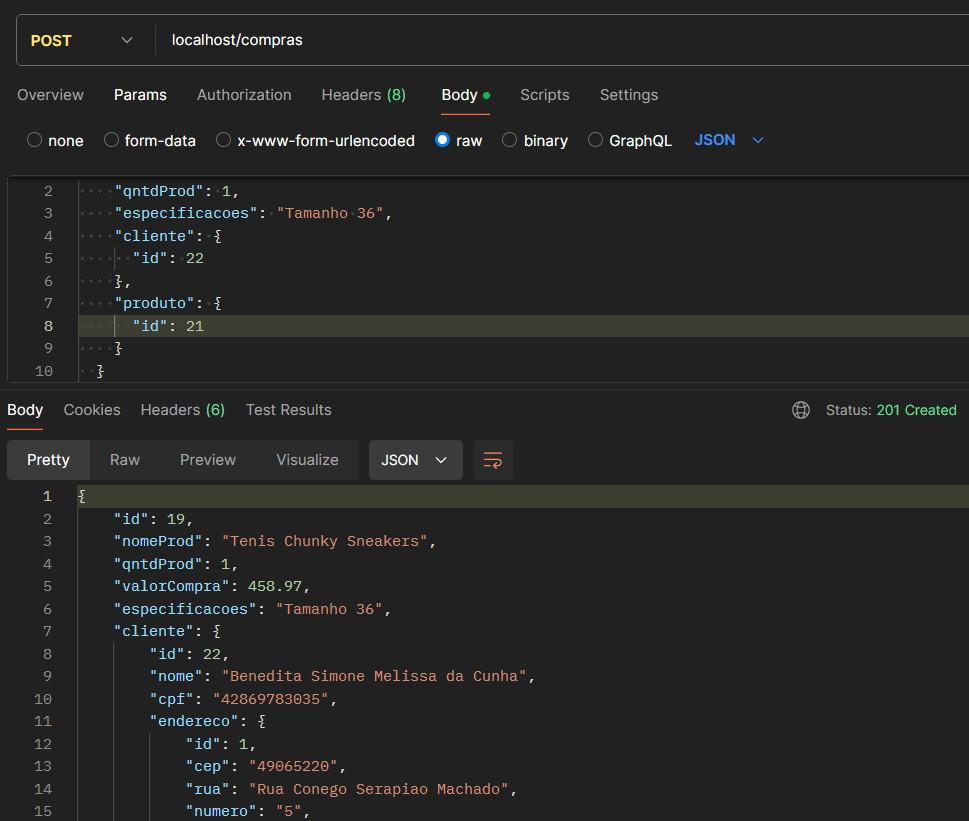 POST localhost/compras
Overview Params Authorization Headers (8) Body Scripts Settings
none form-data x-www-form-urlencoded raw binary GraphQL JSON
2 "qntdProd": 1,
3 "especificacoes": "Tamanho 36",
4 "cliente": {
5 "id": 22
6 },
7 "produto": {
8 "id": 21
9 }
10 }
Body Cookies Headers (6) Test Results Status: 201 Created
Pretty Raw Preview Visualize JSON
1 {
2 "id": 19,
3 "nomeProd": "Tenis Chunky Sneakers",
4 "qntdProd": 1,
5 "valorCompra": 458.97,
6 "especificacoes": "Tamanho 36",
7 "cliente": {
8 "id": 22,
9 "nome": "Benedita Simone Melissa da Cunha",
10 "cpf": "42869783035",
11 "endereco": {
12 "id": 1,
13 "cep": "49065220",
14 "rua": "Rua Conego Serapiao Machado",
15 "numero": "5",